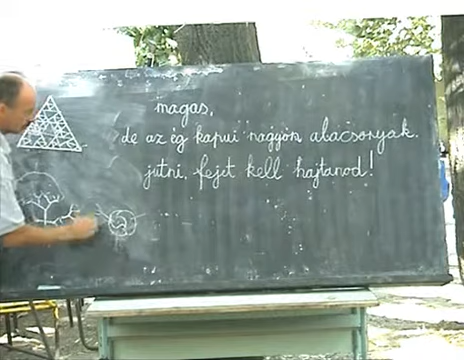 magas,
de az ég kapui nagyon alacsonyak.
jutni, fejet kell hajtanod!